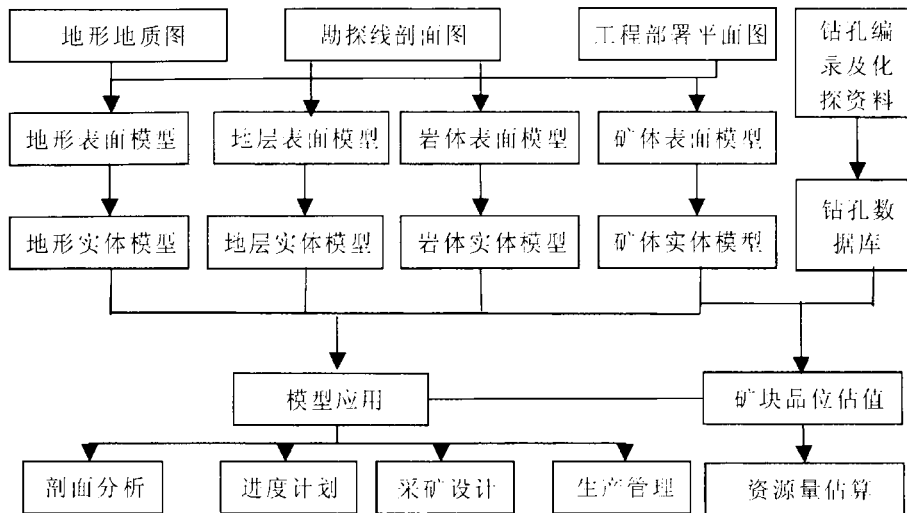 地形地质图
勘探线剖面图
工程部署平面图
钻孔编
录及化
探资料
地形表面模型
地层表面模型
岩体表面模型
矿体表面模型
地形实体模型
地层实体模型
岩体实体模型
矿体实体模型
钻孔数
据库
模型应用
矿块品位估值
剖面分析
进度计划
采矿设计
生产管理
资源量估算